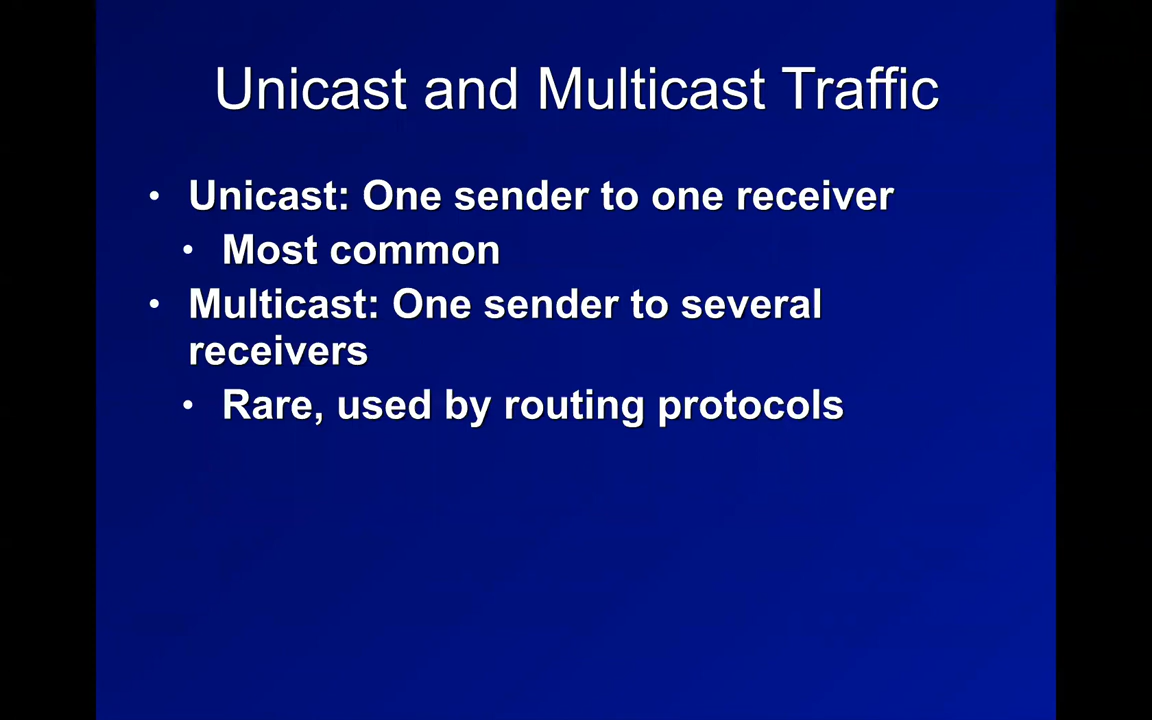 Unicast and Multicast Traffic
• Unicast: One sender to one receiver
• Most common
• Multicast: One sender to several
receivers
• Rare, used by routing protocols